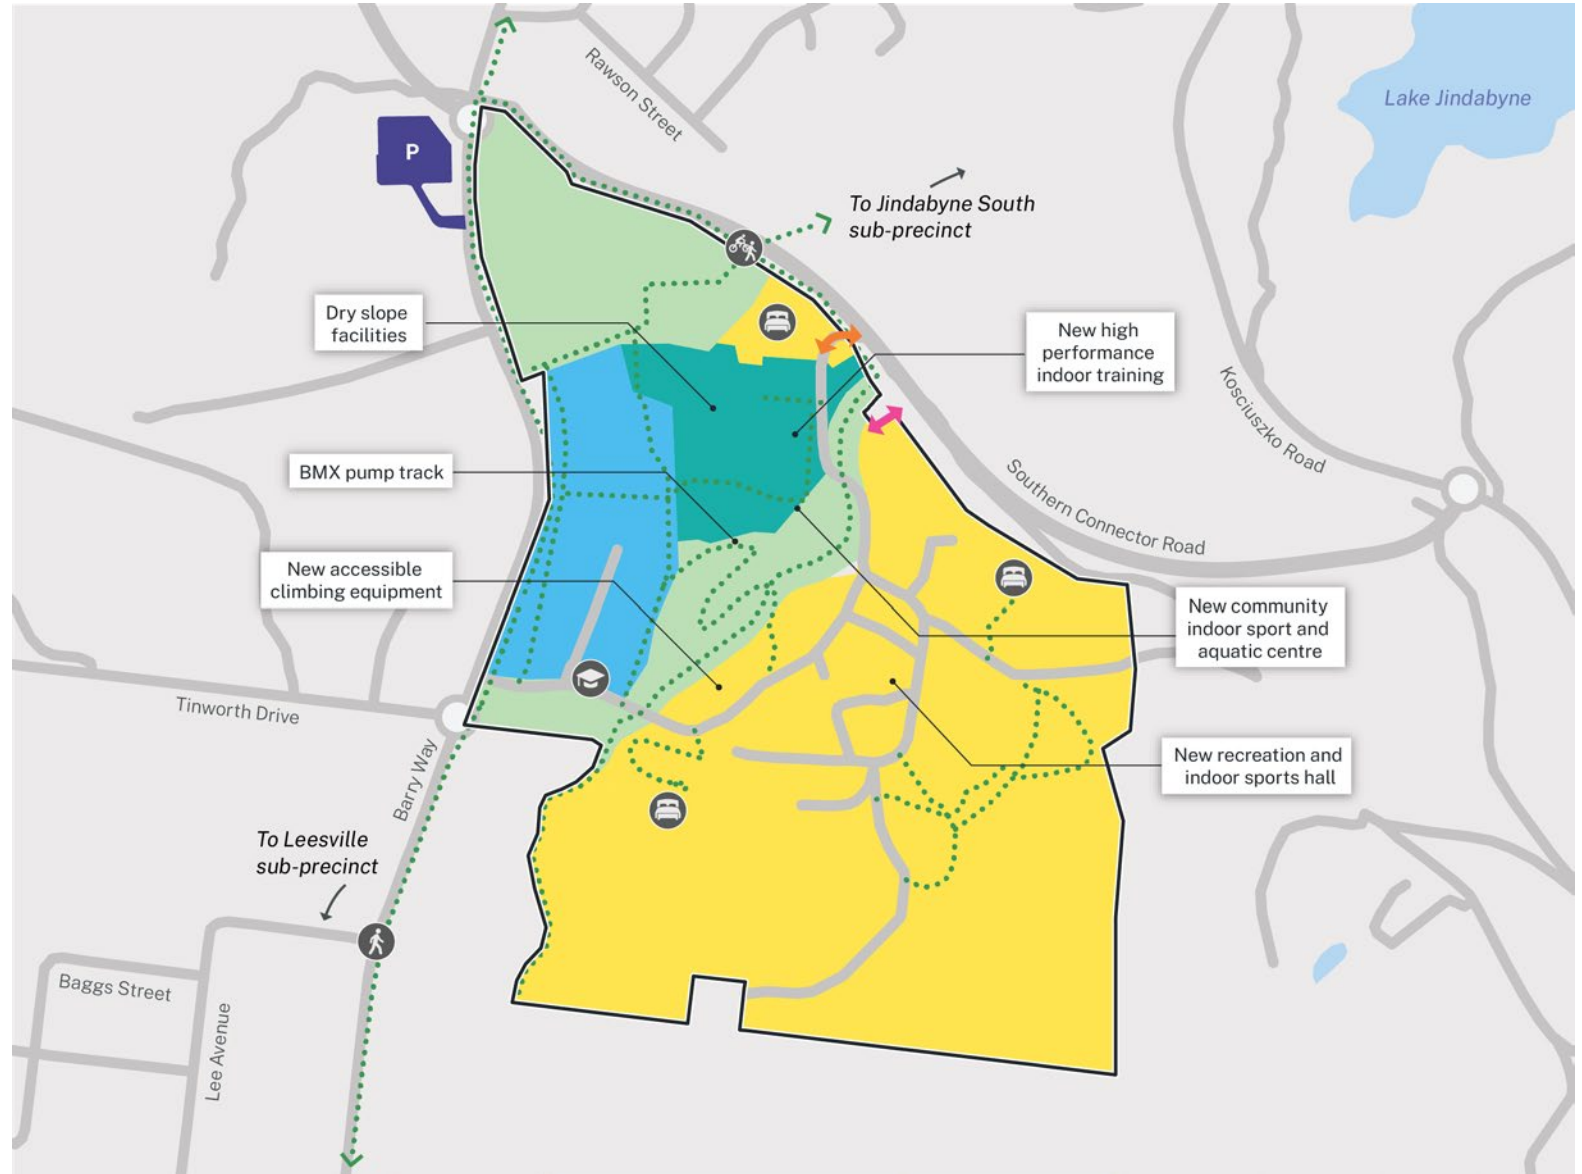 Rawson Street
Lake Jindabyne
P
To Jindabyne South
sub-precinct
Dry slope
facilities
New high
performance
indoor training
Kosciuszko Road
BMX pump track
Southern Connector Road
New accessible
climbing equipment
New community
indoor sport and
aquatic centre
Tinworth Drive
Barry Way
New recreation and
indoor sports hall
To Leesville
sub-precinct
Baggs Street
Lee Avenue